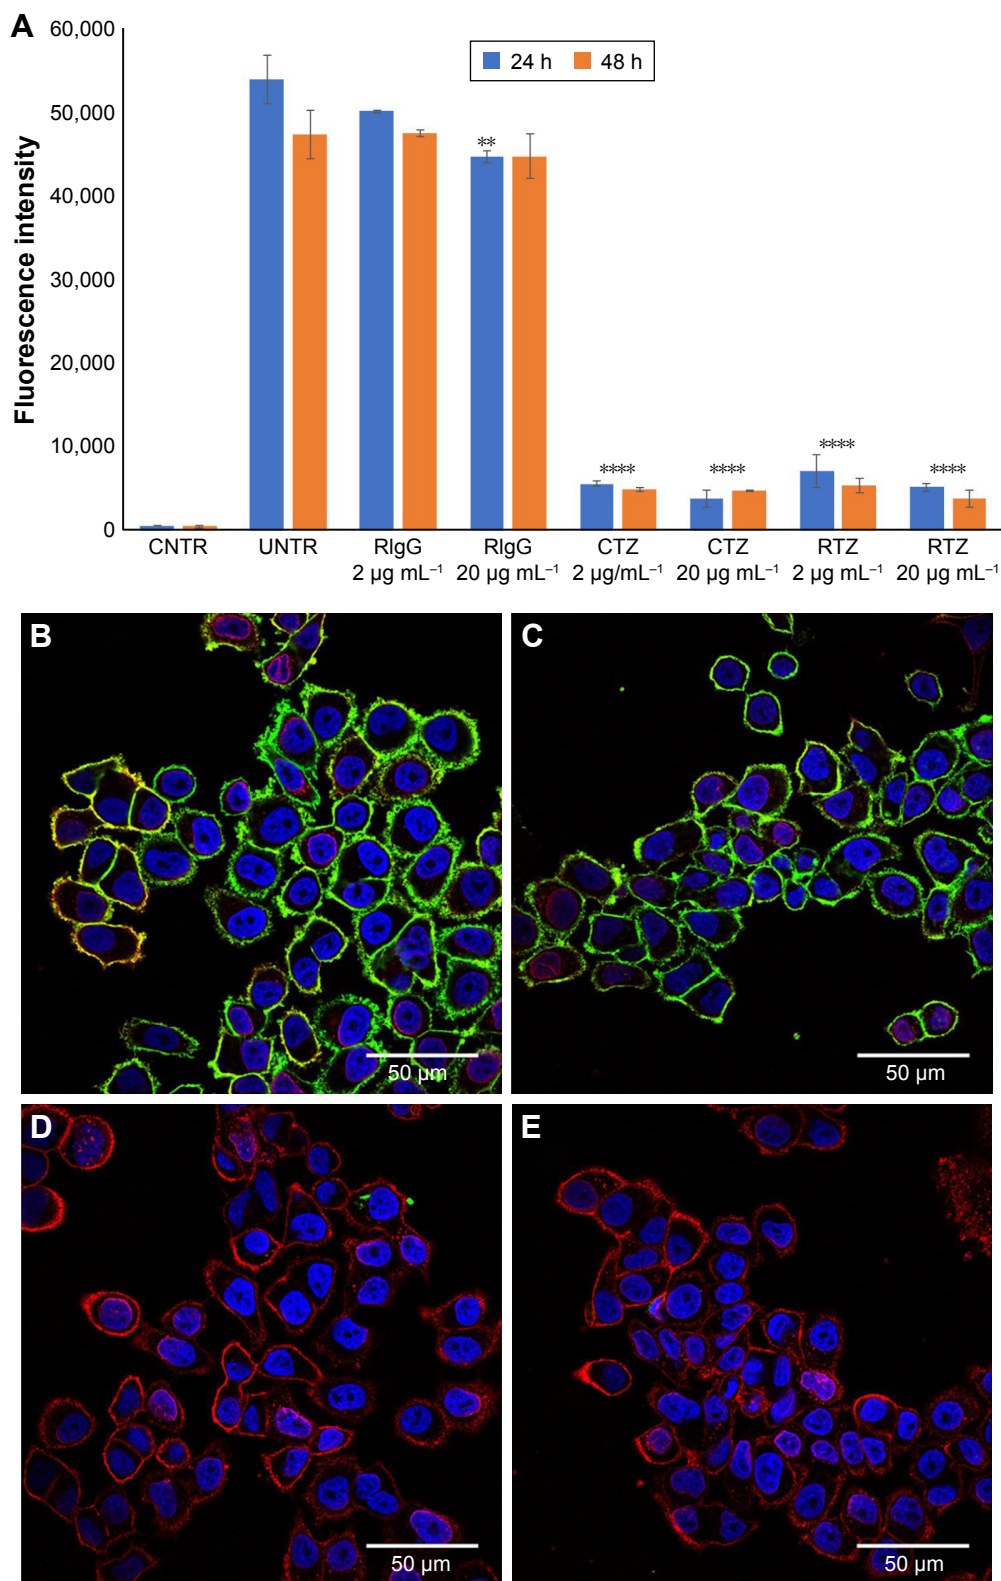 A
60,000
50,000
40,000
30,000
20,000
10,000
0
Fluorescence intensity
24 h 48 h
**
**** **** **** ****
CNTR UNTR RIgG RIgG CTZ CTZ RTZ RTZ
2 µg mL⁻¹ 20 µg mL⁻¹ 2 µg/mL⁻¹ 20 µg mL⁻¹ 2 µg mL⁻¹ 20 µg mL⁻¹
B C
50 µm 50 µm
D E
50 µm 50 µm